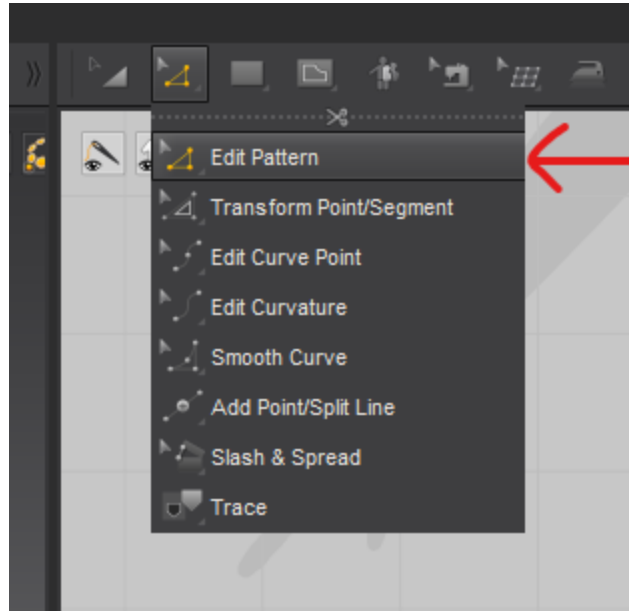 Edit Pattern
Transform Point/Segment
Edit Curve Point
Edit Curvature
Smooth Curve
Add Point/Split Line
Slash & Spread
Trace